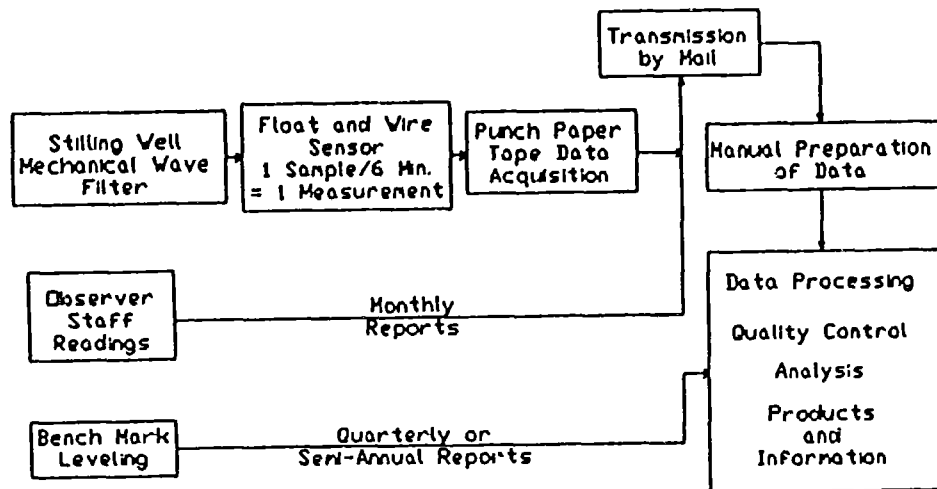 Transmission
by Mail
Stilling Well
Mechanical Wave
Filter
Float and Wire
Sensor
1 Sample/6 Min.
= 1 Measurement
Punch Paper
Tape Data
Acquisition
Manual Preparation
of Data
Observer
Staff
Readings
Monthly
Reports
Bench Mark
Leveling
Quarterly or
Semi-Annual Reports
Data Processing
Quality Control
Analysis
Products
and
Information